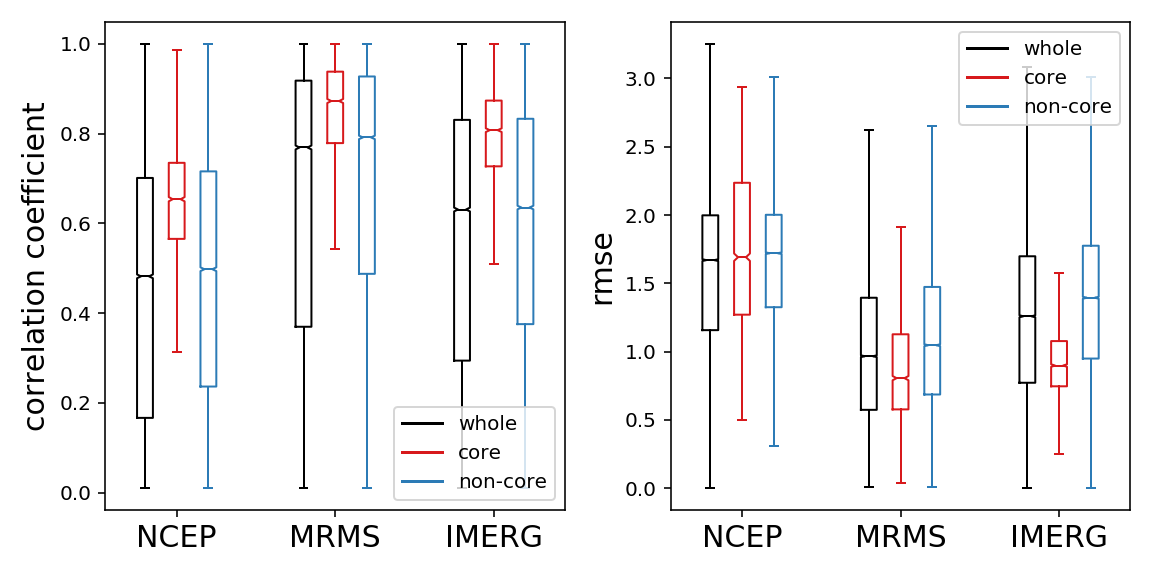 correlation coefficient
1.0
0.8
0.6
0.4
0.2
0.0
NCEP
MRMS
IMERG
whole
core
non-core
rmse
3.0
2.5
2.0
1.5
1.0
0.5
0.0
NCEP
MRMS
IMERG
whole
core
non-core